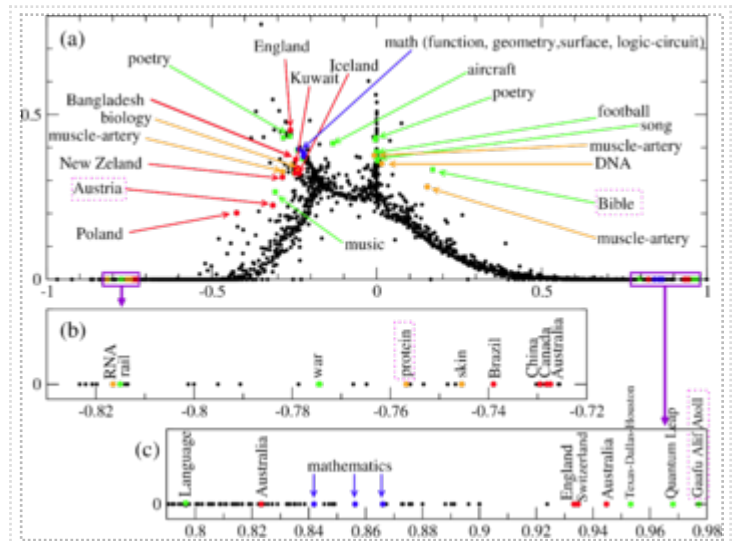 (a)
England
math (function, geometry,surface, logic-circuit)
poetry
Kuwait
Iceland
aircraft
poetry
0.5
Bangladesh
biology
muscle-artery
football
song
muscle-artery
New Zeland
DNA
Austria
Bible
Poland
music
muscle-artery
0
-1
-0.5
0
0.5
1
(b)
RNA
rail
war
protein
skin
Brazil
China
Canada
Australia
0
-0.82
-0.8
-0.78
-0.76
-0.74
-0.72
(c)
Language
Australia
mathematics
England
Switzerland
Australia
Texas-Dallas-Houston
Quantum Leap
Gaafu Alif Atoll
0
0.8
0.82
0.84
0.86
0.88
0.9
0.92
0.94
0.96
0.98